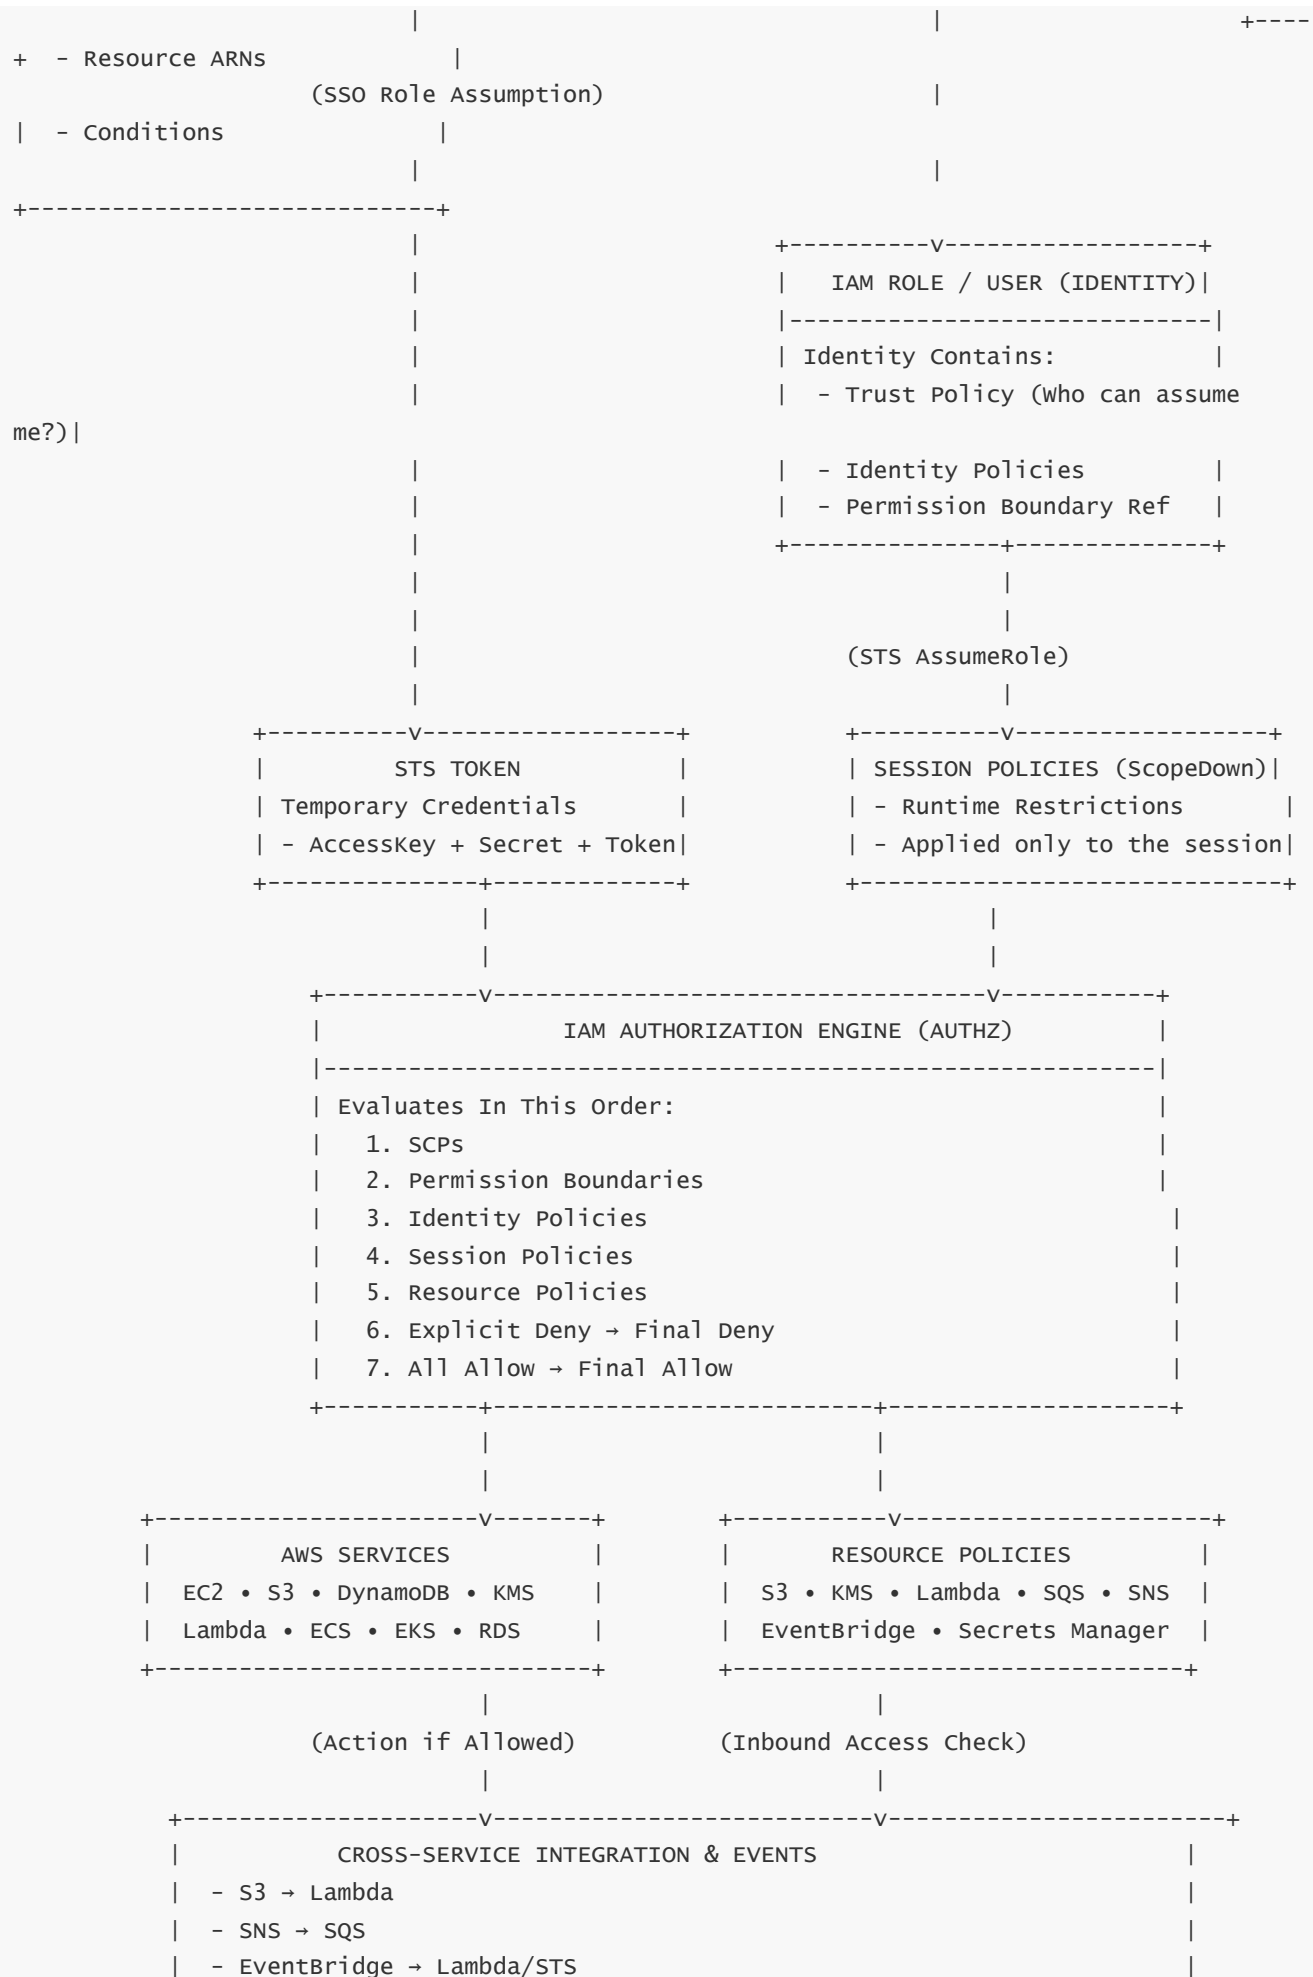 |                                    |                     +----
+  - Resource ARNs             |
(SSO Role Assumption)                       |
|  - Conditions               |
|                                    |
+-----------------------------+
|                         +----------v------------------+
|                         |   IAM ROLE / USER (IDENTITY)|
|                         |------------------------------|
|                         | Identity Contains:           |
|                         |  - Trust Policy (Who can assume
me?)|
|                         |  - Identity Policies         |
|                         |  - Permission Boundary Ref   |
|                         +---------------+--------------+
|                                         |
|                                         |
|                              (STS AssumeRole)
|                                         |
+----------v------------------+           +----------v------------------+
|         STS TOKEN           |           | SESSION POLICIES (ScopeDown)|
| Temporary Credentials       |           | - Runtime Restrictions       |
| - AccessKey + Secret + Token|           | - Applied only to the session|
+---------------+-------------+           +------------------------------+
|                                   |
|                                   |
+-----------v-----------------------------------v-----------+
|                 IAM AUTHORIZATION ENGINE (AUTHZ)          |
|-----------------------------------------------------------|
| Evaluates In This Order:                                  |
|   1. SCPs                                                 |
|   2. Permission Boundaries                                |
|   3. Identity Policies                                     |
|   4. Session Policies                                      |
|   5. Resource Policies                                     |
|   6. Explicit Deny → Final Deny                            |
|   7. All Allow → Final Allow                               |
+-----------+---------------------------+--------------------+
|                           |
|                           |
+-----------------------v-------+        +-----------v----------------------+
|         AWS SERVICES          |        |       RESOURCE POLICIES         |
|  EC2 • S3 • DynamoDB • KMS    |        |  S3 • KMS • Lambda • SQS • SNS  |
|  Lambda • ECS • EKS • RDS     |        |  EventBridge • Secrets Manager  |
+-------------------------------+        +--------------------------------+
|                           |
(Action if Allowed)          (Inbound Access Check)
|                           |
+---------------------v---------------------------v------------------------+
|           CROSS-SERVICE INTEGRATION & EVENTS                          |
|  - S3 → Lambda                                                        |
|  - SNS → SQS                                                          |
|  - EventBridge → Lambda/STS                                           |